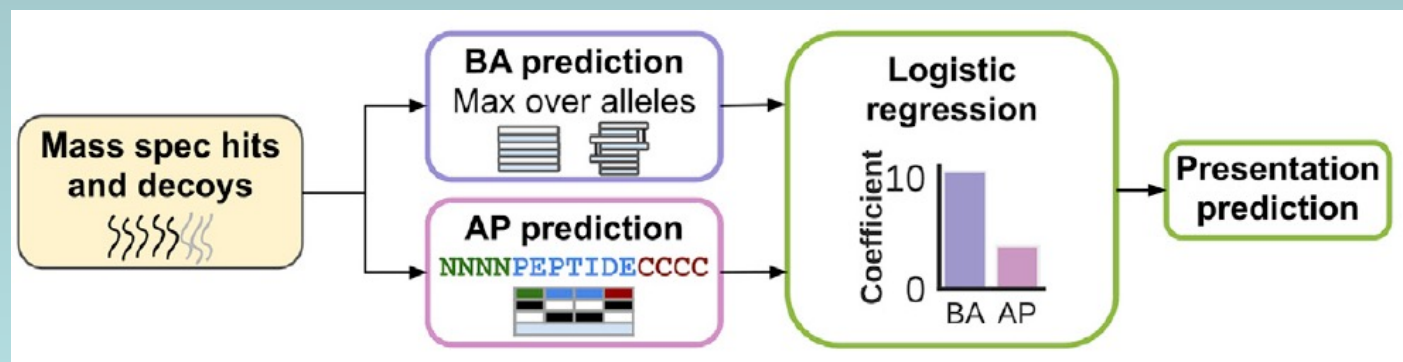 Mass spec hits
and decoys
BA prediction
Max over alleles
AP prediction
NNNNPEPTIDECCCC
Logistic
regression
Coefficient
10
0
BA AP
Presentation
prediction